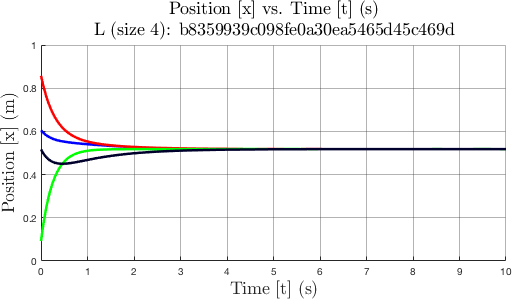 Position [x] vs. Time [t] (s)
L (size 4): b8359939c098fe0a30ea5465d45c469d
Position [x] (m)
1
0.8
0.6
0.4
0.2
0
0 1 2 3 4 5 6 7 8 9 10
Time [t] (s)